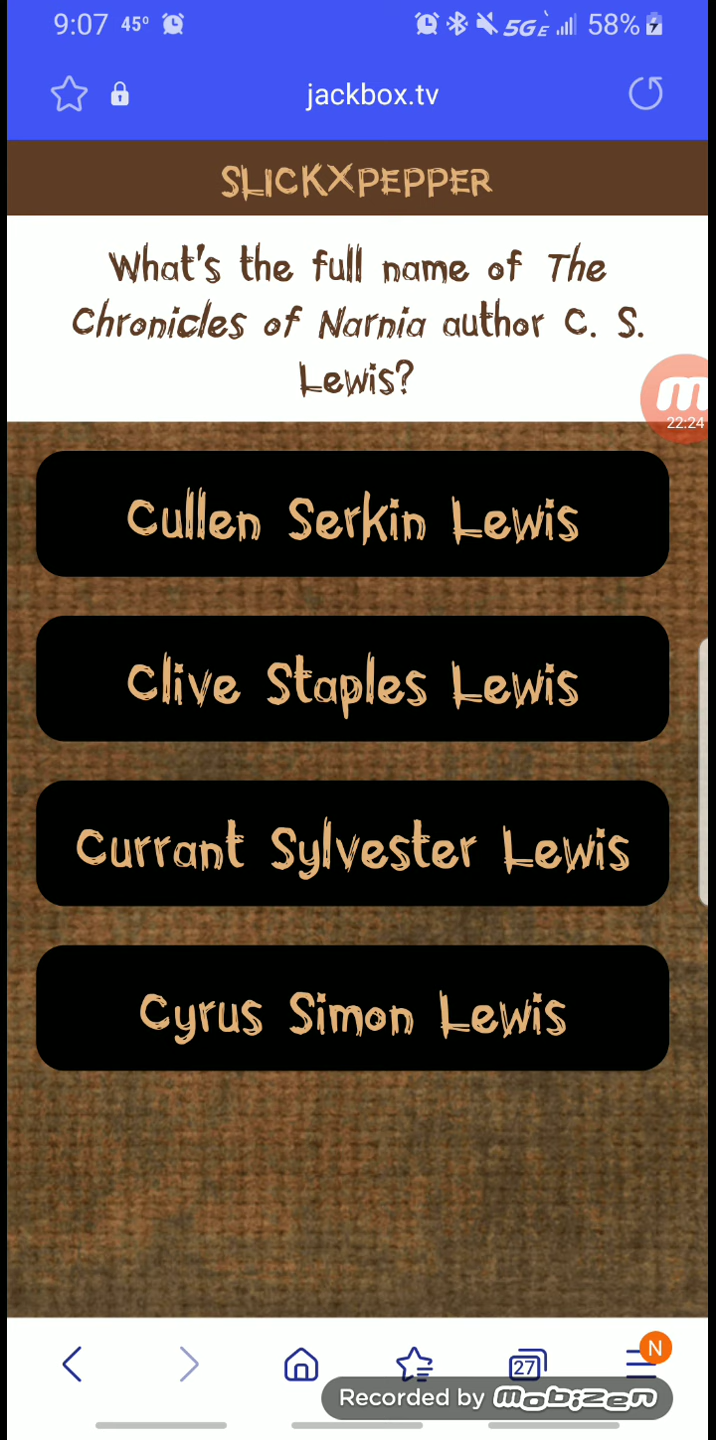 9:07 45° 5GE 58%
jackbox.tv
SLICKXPEPPER
What's the full name of The
Chronicles of Narnia author C. S.
Lewis?
22:24
Cullen Serkin Lewis
Clive Staples Lewis
Currant Sylvester Lewis
Cyrus Simon Lewis
27
N
Recorded by mobizen